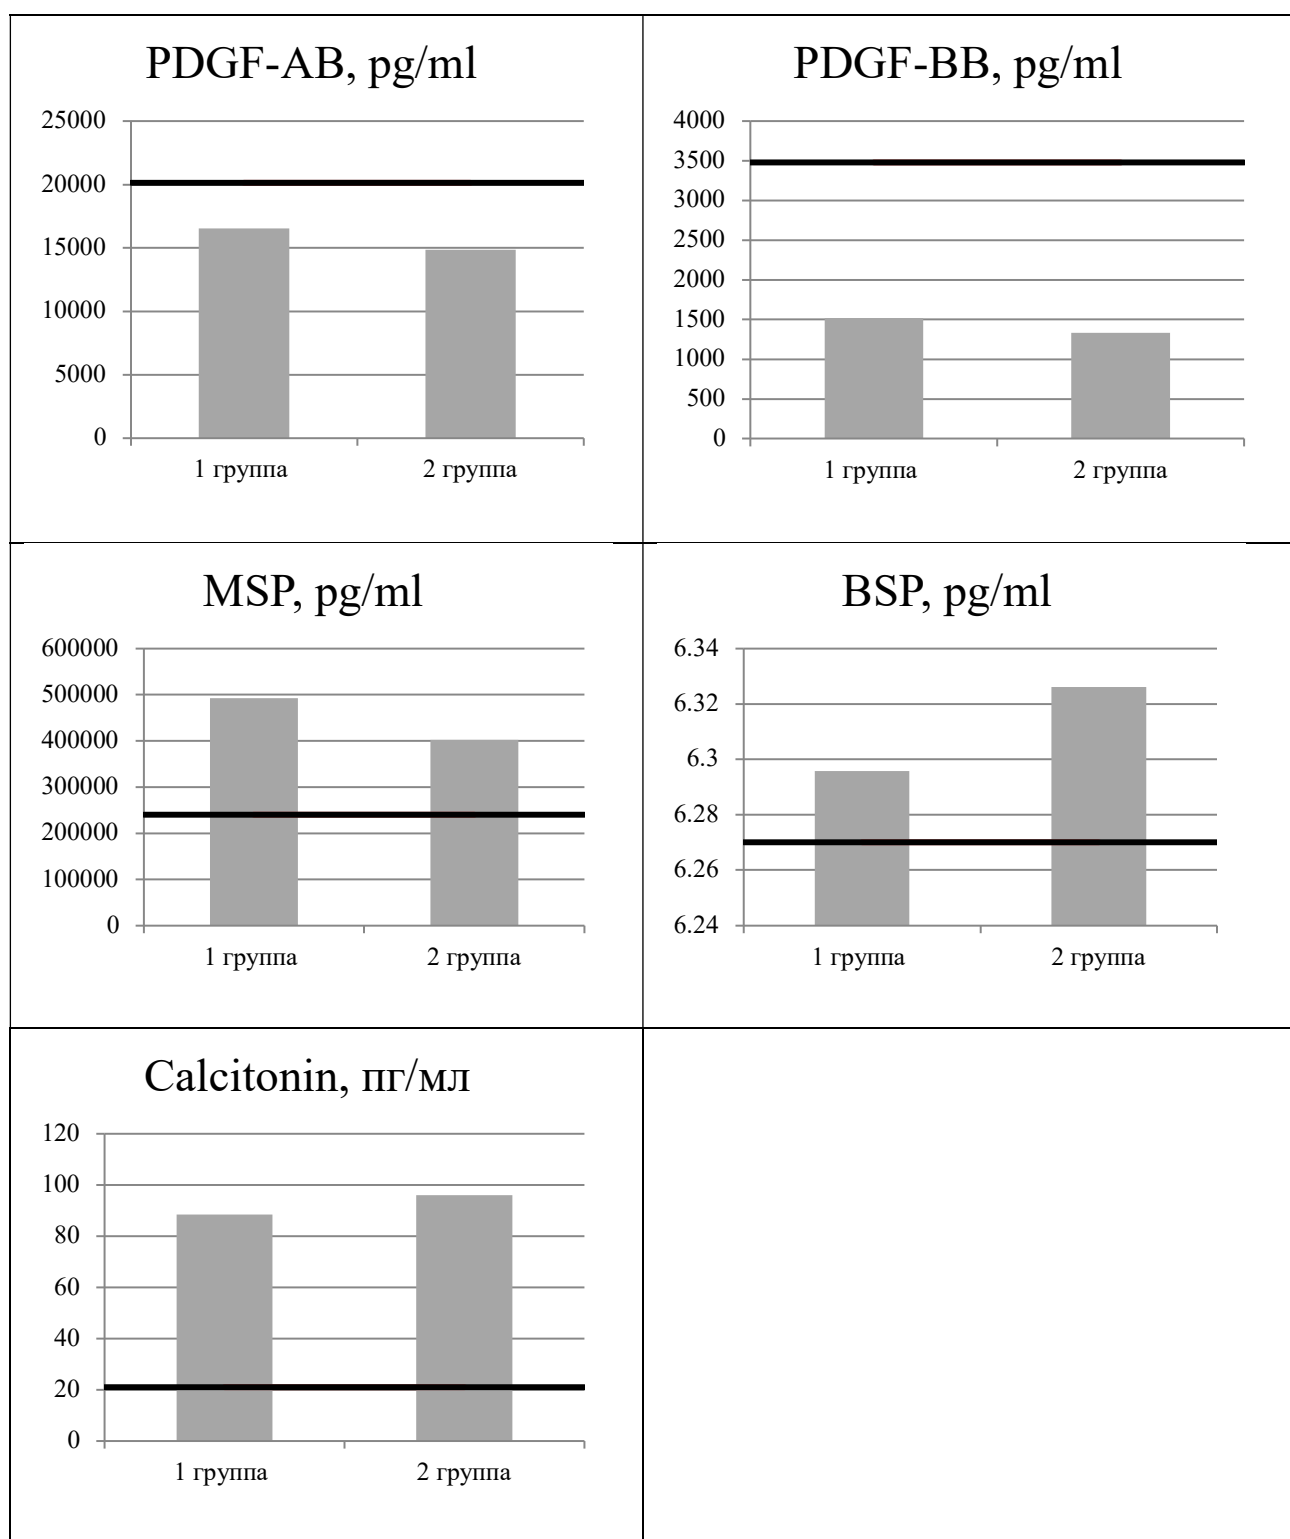 PDGF-AB, pg/ml
25000
20000
15000
10000
5000
0
1 группа
2 группа
PDGF-BB, pg/ml
4000
3500
3000
2500
2000
1500
1000
500
0
1 группа
2 группа
MSP, pg/ml
600000
500000
400000
300000
200000
100000
0
1 группа
2 группа
BSP, pg/ml
6.34
6.32
6.3
6.28
6.26
6.24
1 группа
2 группа
Calcitonin, пг/мл
120
100
80
60
40
20
0
1 группа
2 группа